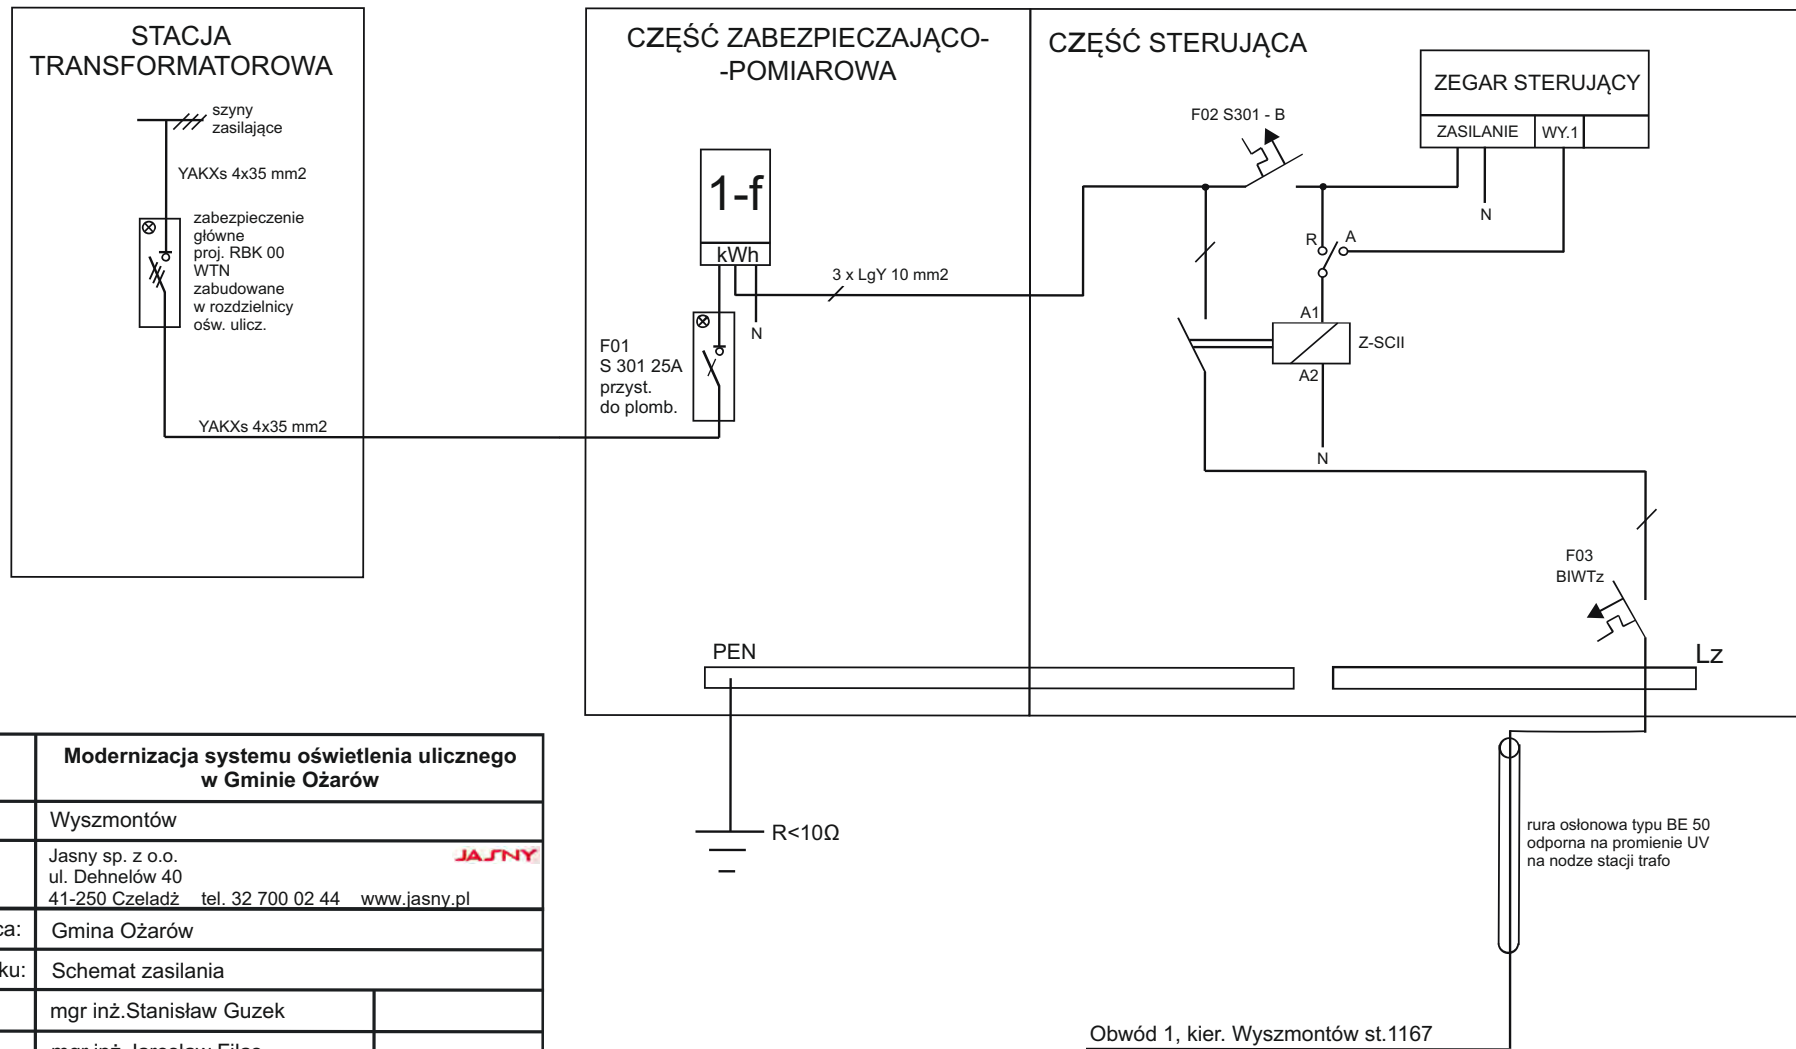 STACJA
TRANSFORMATOROWA
szyny
zasilające
YAKXs 4x35 mm2
zabezpieczenie
główne
proj. RBK 00
WTN
zabudowane
w rozdzielnicy
ośw. ulicz.
YAKXs 4x35 mm2
CZĘŚĆ ZABEZPIECZAJĄCO-
-POMIAROWA
1-f
kWh
N
F01
S 301 25A
przyst.
do plomb.
3 x LgY 10 mm2
PEN
R<10Ω
CZĘŚĆ STERUJĄCA
F02 S301 - B
ZEGAR STERUJĄCY
ZASILANIE
WY.1
N
R
A
A1
Z-SCII
A2
N
F03
BIWTz
Lz
rura osłonowa typu BE 50
odporna na promienie UV
na nodze stacji trafo
Obwód 1, kier. Wyszmontów st.1167
Modernizacja systemu oświetlenia ulicznego
w Gminie Ożarów
Wyszmontów
Jasny sp. z o.o.
JASNY
ul. Dehnelów 40
41-250 Czeladż tel. 32 700 02 44 www.jasny.pl
ca: Gmina Ożarów
ku: Schemat zasilania
mgr inż.Stanisław Guzek